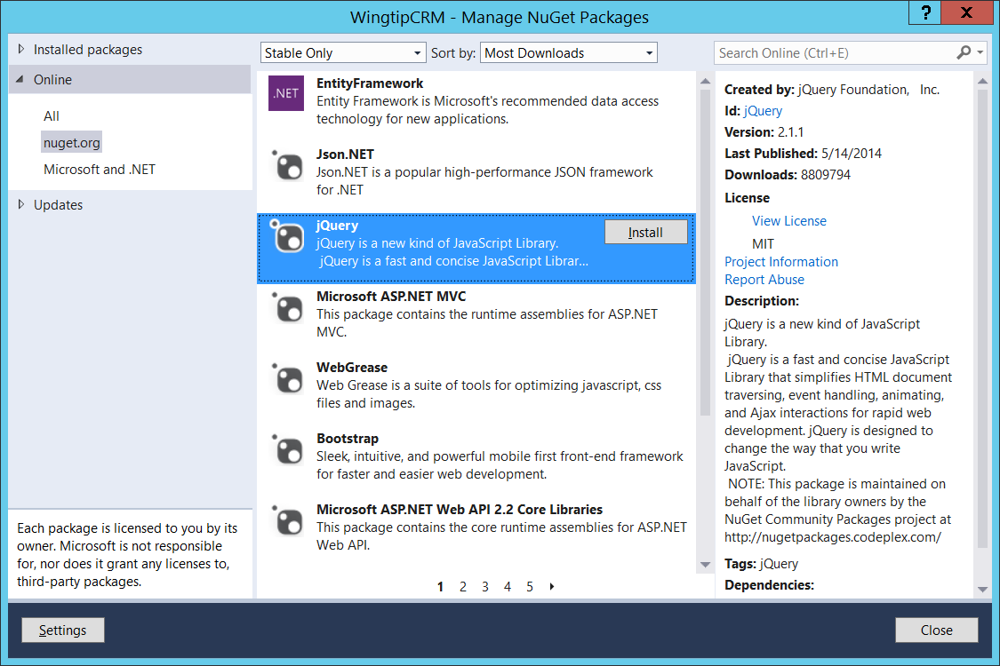 WingtipCRM - Manage NuGet Packages
?
X
Installed packages
Online
All
nuget.org
Microsoft and .NET
Updates
Each package is licensed to you by its
owner. Microsoft is not responsible
for, nor does it grant any licenses to,
third-party packages.
Stable Only
Sort by:
Most Downloads
.NET
EntityFramework
Entity Framework is Microsoft's recommended data access
technology for new applications.
Json.NET
Json.NET is a popular high-performance JSON framework
for .NET
jQuery
jQuery is a new kind of JavaScript Library.
jQuery is a fast and concise JavaScript Librar...
Install
Microsoft ASP.NET MVC
This package contains the runtime assemblies for ASP.NET
MVC.
WebGrease
Web Grease is a suite of tools for optimizing javascript, css
files and images.
Bootstrap
Sleek, intuitive, and powerful mobile first front-end framework
for faster and easier web development.
Microsoft ASP.NET Web API 2.2 Core Libraries
This package contains the core runtime assemblies for ASP.NET
Web API.
1 2 3 4 5
Search Online (Ctrl+E)
Created by: jQuery Foundation, Inc.
Id: jQuery
Version: 2.1.1
Last Published: 5/14/2014
Downloads: 8809794
License
View License
MIT
Project Information
Report Abuse
Description:
jQuery is a new kind of JavaScript
Library.
jQuery is a fast and concise JavaScript
Library that simplifies HTML document
traversing, event handling, animating,
and Ajax interactions for rapid web
development. jQuery is designed to
change the way that you write
JavaScript.
NOTE: This package is maintained on
behalf of the library owners by the
NuGet Community Packages project at
http://nugetpackages.codeplex.com/
Tags: jQuery
Dependencies:
Settings
Close